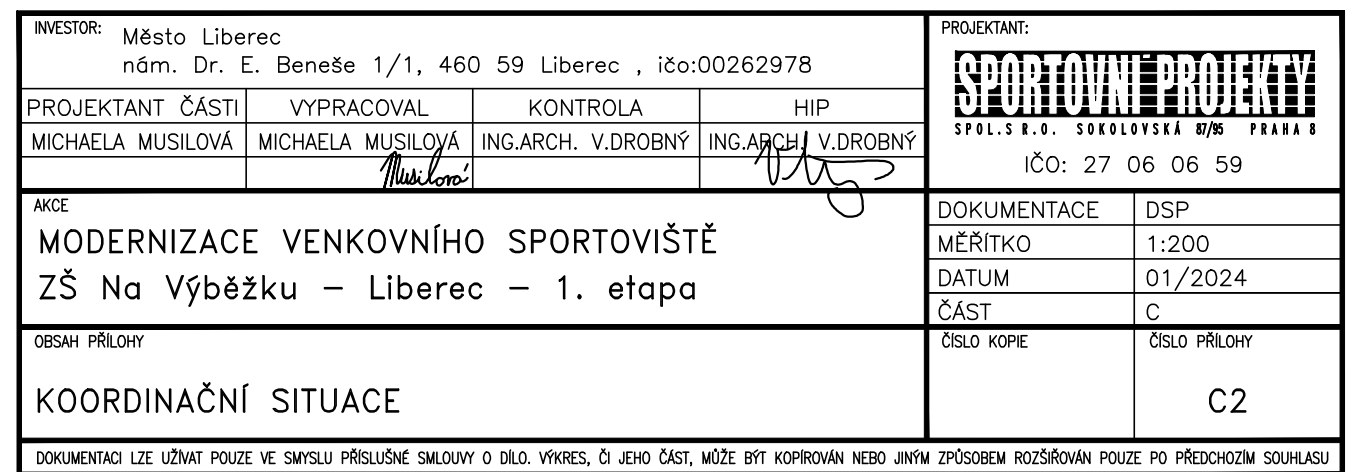 INVESTOR:
Město Liberec
nám. Dr. E. Beneše 1/1, 460 59 Liberec , ičo:00262978
PROJEKTANT:
SPORTOVNÍ PROJEKTY
SPOL.S R.O. SOKOLOVSKÁ 87/95 PRAHA 8
IČO: 27 06 06 59
PROJEKTANT ČÁSTI VYPRACOVAL KONTROLA HIP
MICHAELA MUSILOVÁ MICHAELA MUSILOVÁ ING.ARCH. V.DROBNÝ ING.ARCH. V.DROBNÝ
Musilová
AKCE
MODERNIZACE VENKOVNÍHO SPORTOVIŠTĚ
ZŠ Na Výběžku – Liberec – 1. etapa
DOKUMENTACE DSP
MĚŘÍTKO 1:200
DATUM 01/2024
ČÁST C
OBSAH PŘÍLOHY
KOORDINAČNÍ SITUACE
ČÍSLO KOPIE
ČÍSLO PŘÍLOHY
C2
DOKUMENTACI LZE UŽÍVAT POUZE VE SMYSLU PŘÍSLUŠNÉ SMLOUVY O DÍLO. VÝKRES, ČI JEHO ČÁST, MŮŽE BÝT KOPÍROVÁN NEBO JINÝM ZPŮSOBEM ROZŠIŘOVÁN POUZE PO PŘEDCHOZÍM SOUHLASU